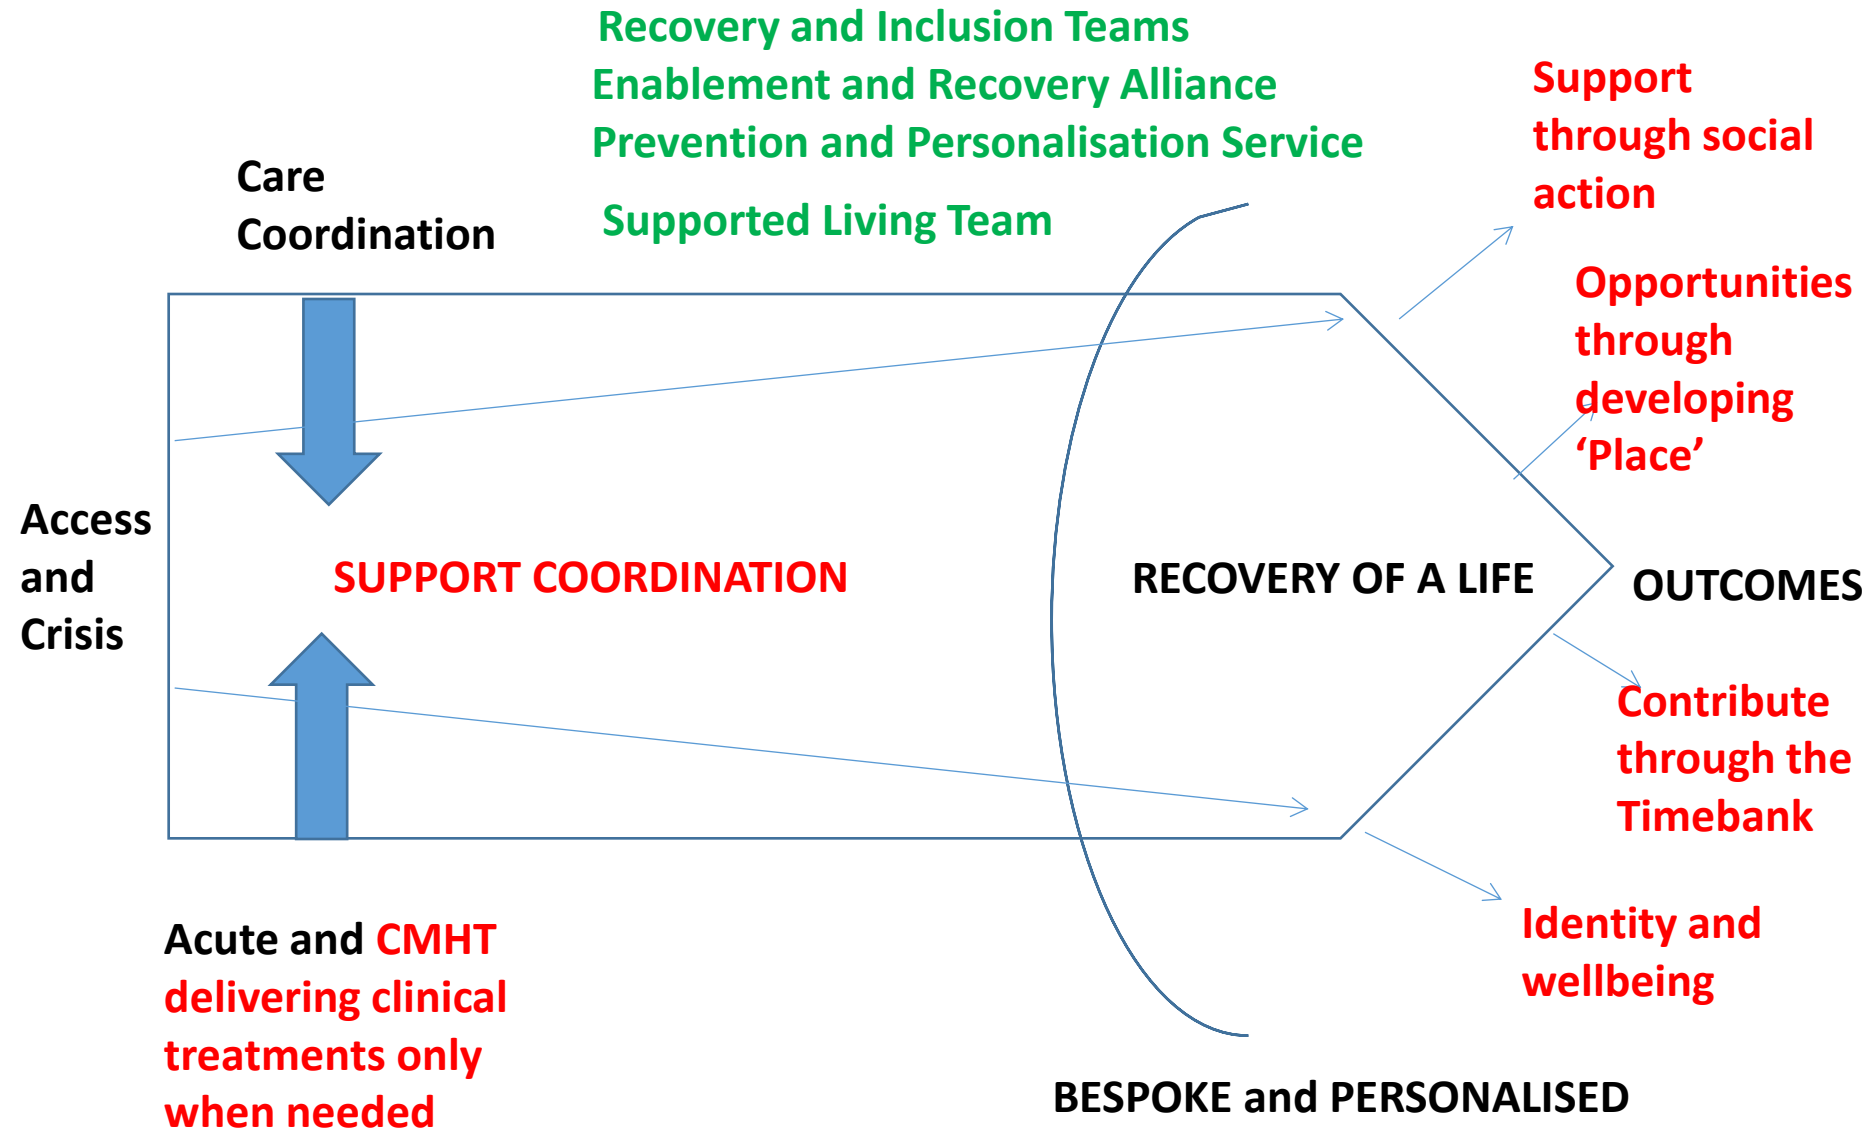 Recovery and Inclusion Teams
Enablement and Recovery Alliance
Prevention and Personalisation Service
Supported Living Team
Care
Coordination
Support
through social
action
Opportunities
through
developing
‘Place’
Access
and
Crisis
SUPPORT COORDINATION
RECOVERY OF A LIFE
OUTCOMES
Contribute
through the
Timebank
Identity and
wellbeing
Acute and CMHT
delivering clinical
treatments only
when needed
BESPOKE and PERSONALISED